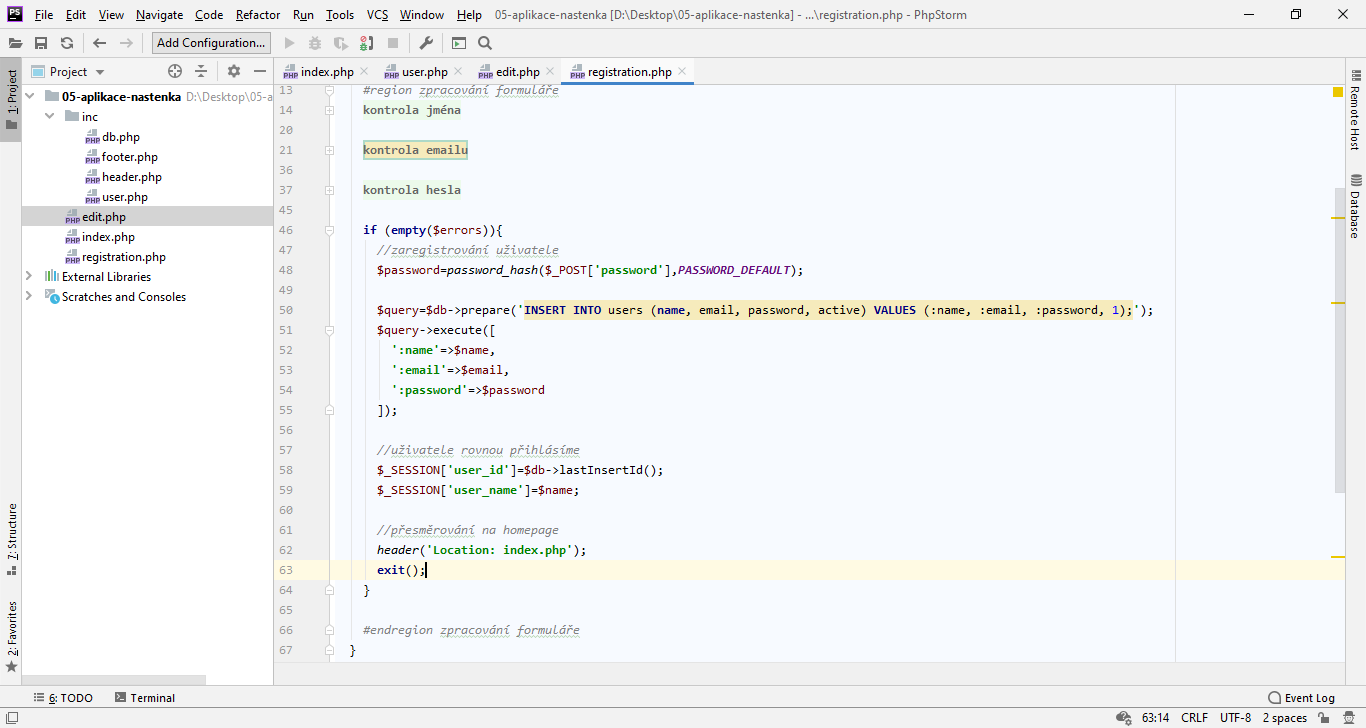 PS File Edit View Navigate Code Refactor Run Tools VCS Window Help 05-aplikace-nastenka [D:\Desktop\05-aplikace-nastenka] - ...\registration.php - PhpStorm
Add Configuration...
1: Project
Project
index.php
user.php
edit.php
registration.php
05-aplikace-nastenka D:\Desktop\05-a
inc
db.php
footer.php
header.php
user.php
edit.php
index.php
registration.php
External Libraries
Scratches and Consoles
13 #region zpracování formuláře
14 kontrola jména
20
21 kontrola emailu
36
37 kontrola hesla
45
46 if (empty($errors)){
47 //zaregistrování uživatele
48 $password=password_hash($_POST['password'],PASSWORD_DEFAULT);
49
50 $query=$db->prepare('INSERT INTO users (name, email, password, active) VALUES (:name, :email, :password, 1);');
51 $query->execute([
52 ':name'=>$name,
53 ':email'=>$email,
54 ':password'=>$password
55 ]);
56
57 //uživatele rovnou přihlásíme
58 $_SESSION['user_id']=$db->lastInsertId();
59 $_SESSION['user_name']=$name;
60
61 //přesměrování na homepage
62 header('Location: index.php');
63 exit();
64 }
65
66 #endregion zpracování formuláře
67 }
Remote Host
Database
7: Structure
2: Favorites
6: TODO
Terminal
Event Log
63:14 CRLF UTF-8 2 spaces